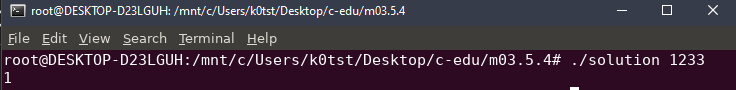 root@DESKTOP-D23LGUH: /mnt/c/Users/k0tst/Desktop/c-edu/m03.5.4
File Edit View Search Terminal Help
root@DESKTOP-D23LGUH:/mnt/c/Users/k0tst/Desktop/c-edu/m03.5.4# ./solution 1233
1